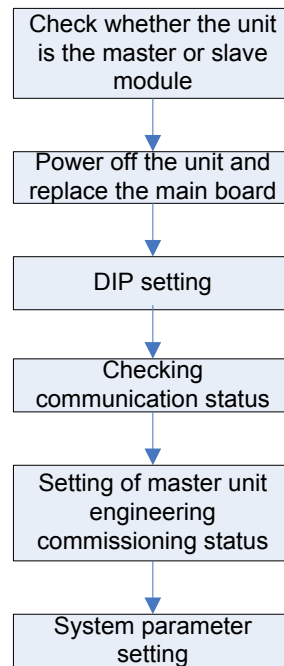 Check whether the unit
is the master or slave
module
Power off the unit and
replace the main board
DIP setting
Checking
communication status
Setting of master unit
engineering
commissioning status
System parameter
setting